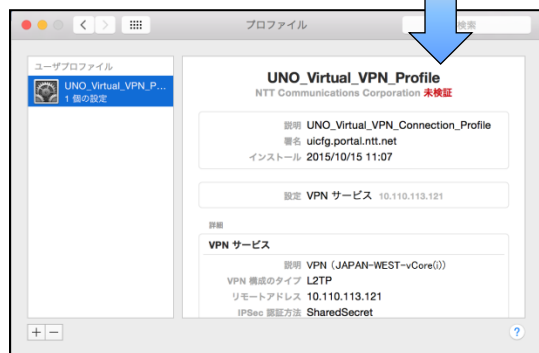 プロファイル
検索
ユーザプロファイル
UNO_Virtual_VPN_P...
1 個の設定
UNO_Virtual_VPN_Profile
NTT Communications Corporation 未検証
説明 UNO_Virtual_VPN_Connection_Profile
署名 uicfg.portal.ntt.net
インストール 2015/10/15 11:07
設定 VPN サービス 10.110.113.121
詳細
VPN サービス
説明 VPN（JAPAN-WEST-vCore(i)）
VPN 構成のタイプ L2TP
リモートアドレス 10.110.113.121
IPSec 認証方法 SharedSecret
+ − ?